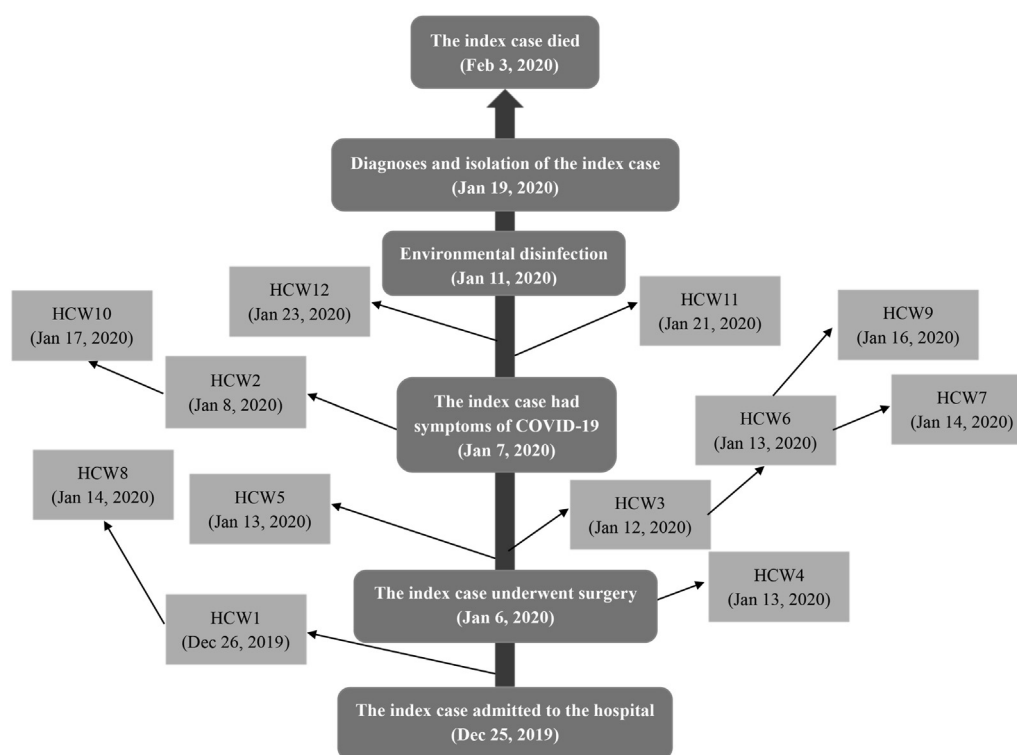 The index case died
(Feb 3, 2020)
Diagnoses and isolation of the index case
(Jan 19, 2020)
Environmental disinfection
(Jan 11, 2020)
HCW12
(Jan 23, 2020)
HCW11
(Jan 21, 2020)
HCW10
(Jan 17, 2020)
HCW9
(Jan 16, 2020)
HCW2
(Jan 8, 2020)
The index case had
symptoms of COVID-19
(Jan 7, 2020)
HCW6
(Jan 13, 2020)
HCW7
(Jan 14, 2020)
HCW8
(Jan 14, 2020)
HCW5
(Jan 13, 2020)
HCW3
(Jan 12, 2020)
The index case underwent surgery
(Jan 6, 2020)
HCW4
(Jan 13, 2020)
HCW1
(Dec 26, 2019)
The index case admitted to the hospital
(Dec 25, 2019)